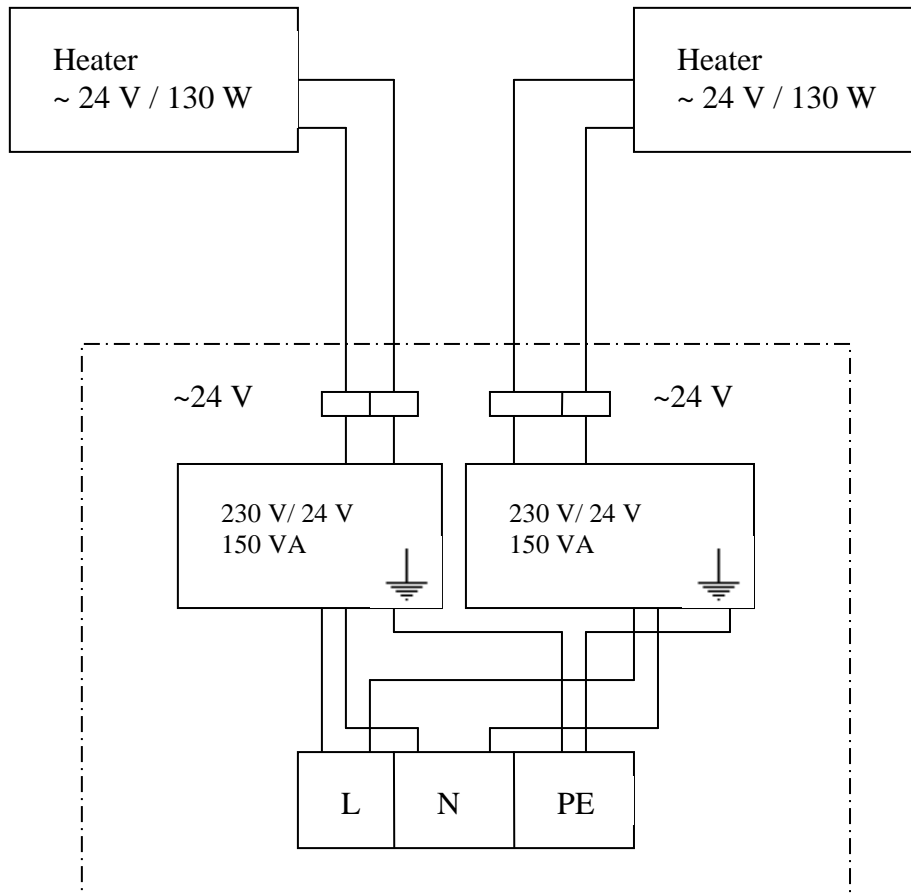 Heater
~ 24 V / 130 W
Heater
~ 24 V / 130 W
~24 V
~24 V
230 V/ 24 V
150 VA
230 V/ 24 V
150 VA
L
N
PE